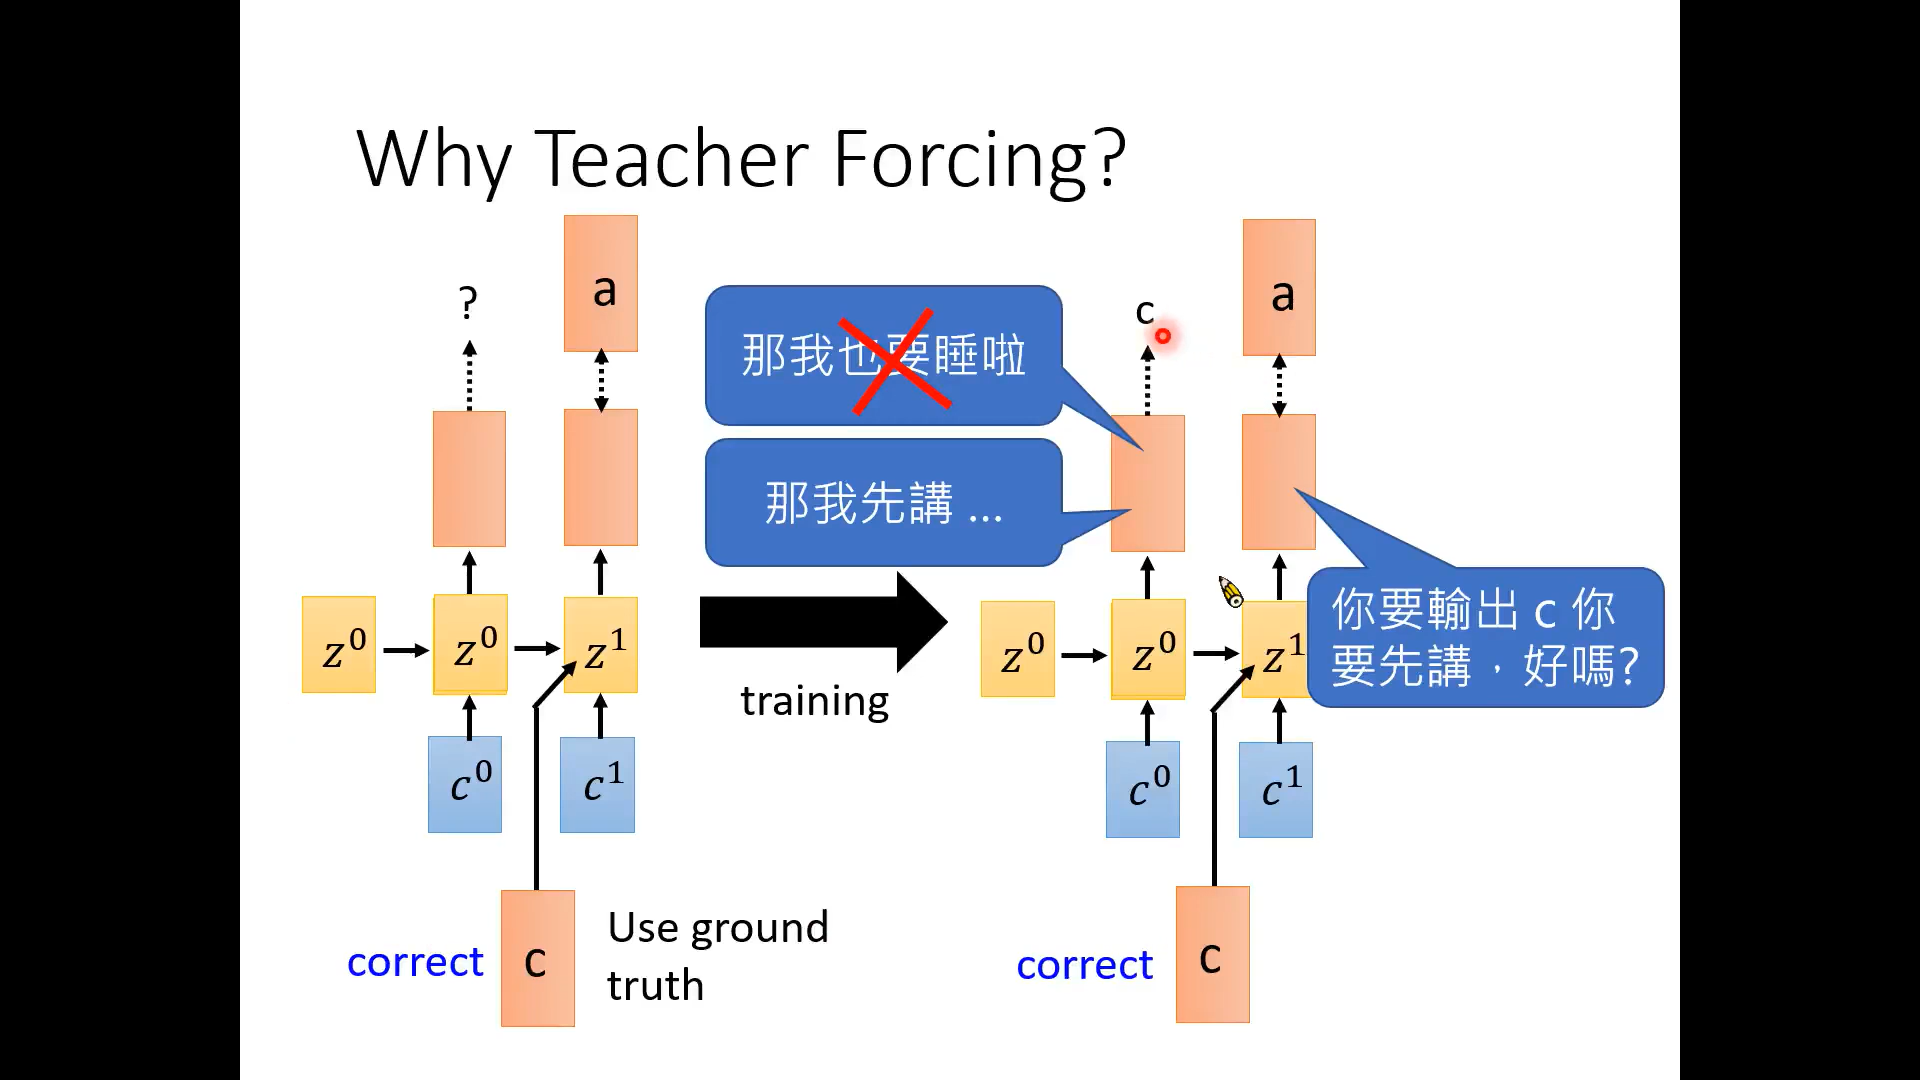 Why Teacher Forcing?
?
a
z⁰
z⁰
z¹
c⁰
c¹
correct
c
Use ground
truth
那我也要睡啦
那我先講 ...
training
c
a
z⁰
z⁰
z¹
你要輸出 c 你
要先講，好嗎?
c⁰
c¹
correct
c